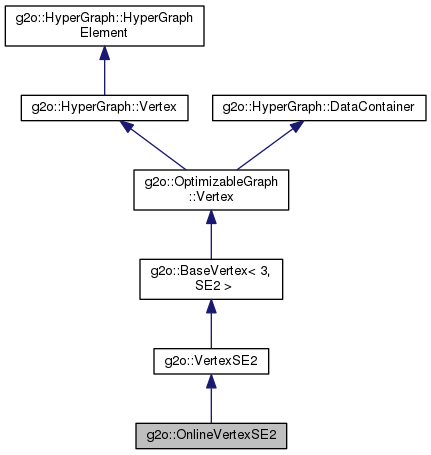 g2o::HyperGraph::HyperGraph
Element
g2o::HyperGraph::Vertex
g2o::HyperGraph::DataContainer
g2o::OptimizableGraph
::Vertex
g2o::BaseVertex< 3,
SE2 >
g2o::VertexSE2
g2o::OnlineVertexSE2